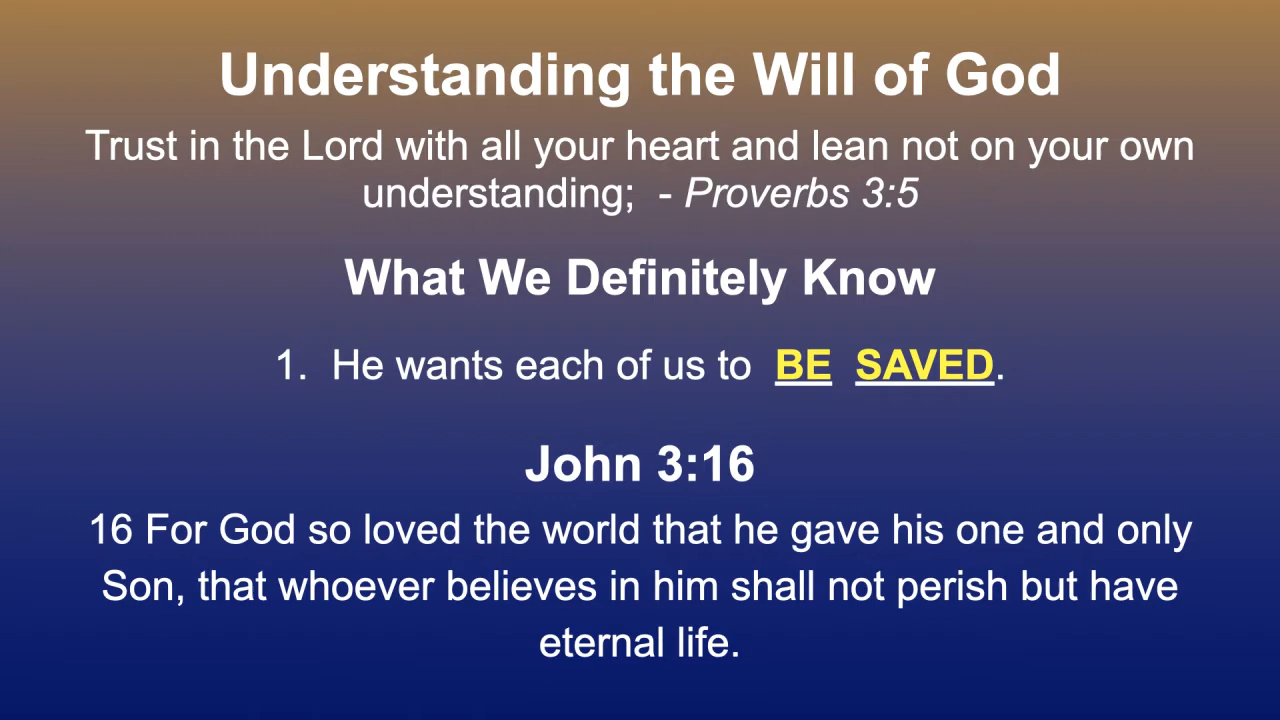 Understanding the Will of God
Trust in the Lord with all your heart and lean not on your own
understanding;  - Proverbs 3:5
What We Definitely Know
1.  He wants each of us to  BE  SAVED.
John 3:16
16 For God so loved the world that he gave his one and only
Son, that whoever believes in him shall not perish but have
eternal life.